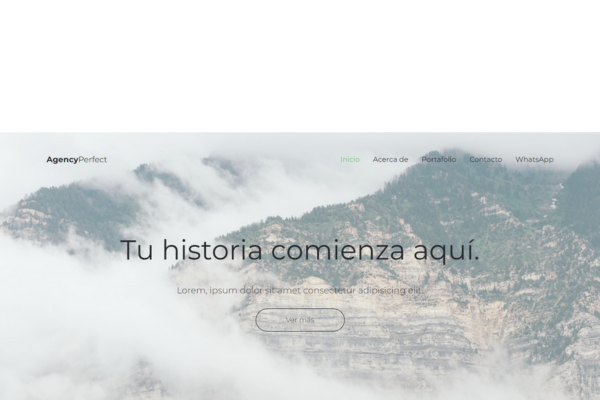 AgencyPerfect
Inicio Acerca de Portafolio Contacto WhatsApp
Tu historia comienza aquí.
Lorem, ipsum dolor sit amet consectetur adipisicing elit.
Ver más